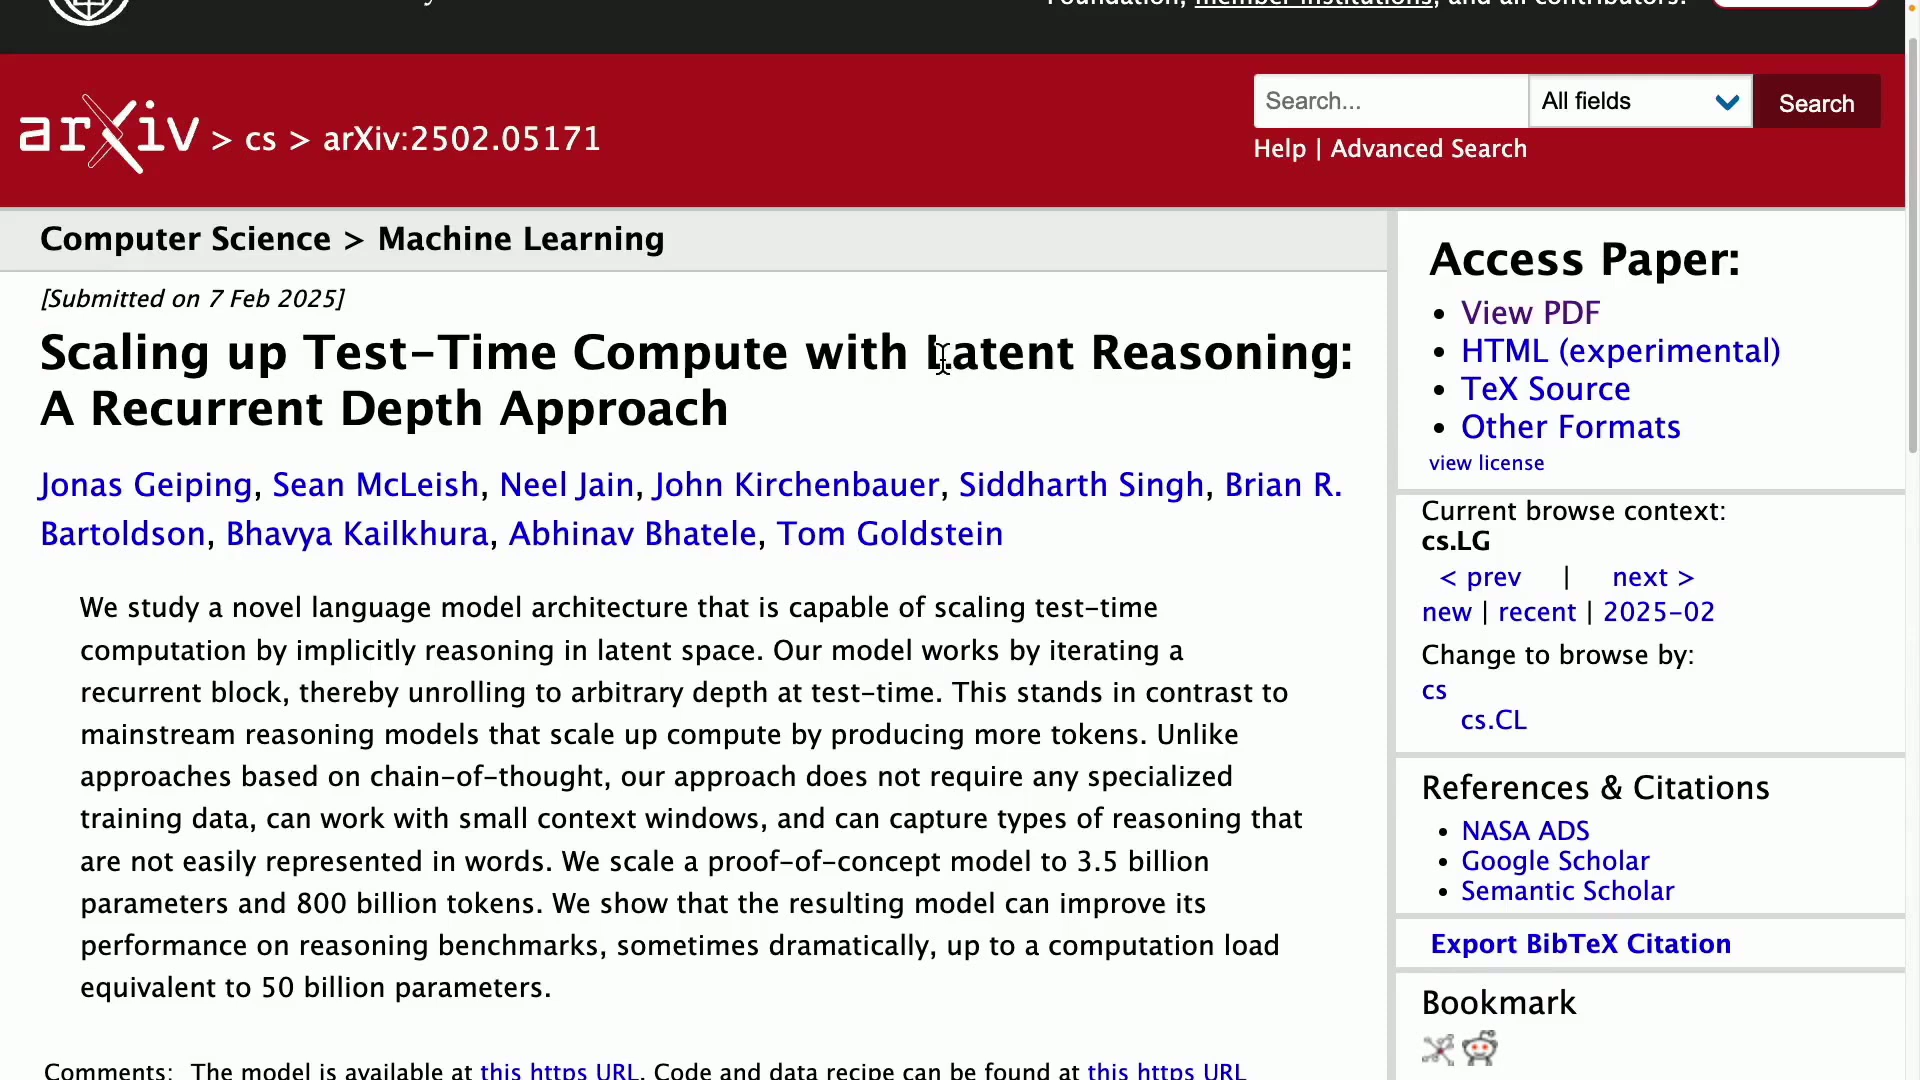 Foundation, member institutions, and all contributors.
arXiv > cs > arXiv:2502.05171
Search...
All fields
Search
Help | Advanced Search
Computer Science > Machine Learning
[Submitted on 7 Feb 2025]
Scaling up Test-Time Compute with Latent Reasoning:
A Recurrent Depth Approach
Jonas Geiping, Sean McLeish, Neel Jain, John Kirchenbauer, Siddharth Singh, Brian R.
Bartoldson, Bhavya Kailkhura, Abhinav Bhatele, Tom Goldstein
We study a novel language model architecture that is capable of scaling test-time
computation by implicitly reasoning in latent space. Our model works by iterating a
recurrent block, thereby unrolling to arbitrary depth at test-time. This stands in contrast to
mainstream reasoning models that scale up compute by producing more tokens. Unlike
approaches based on chain-of-thought, our approach does not require any specialized
training data, can work with small context windows, and can capture types of reasoning that
are not easily represented in words. We scale a proof-of-concept model to 3.5 billion
parameters and 800 billion tokens. We show that the resulting model can improve its
performance on reasoning benchmarks, sometimes dramatically, up to a computation load
equivalent to 50 billion parameters.
Comments: The model is available at this https URL. Code and data recipe can be found at this https URL
Access Paper:
• View PDF
• HTML (experimental)
• TeX Source
• Other Formats
view license
Current browse context:
cs.LG
< prev | next >
new | recent | 2025-02
Change to browse by:
cs
cs.CL
References & Citations
• NASA ADS
• Google Scholar
• Semantic Scholar
Export BibTeX Citation
Bookmark